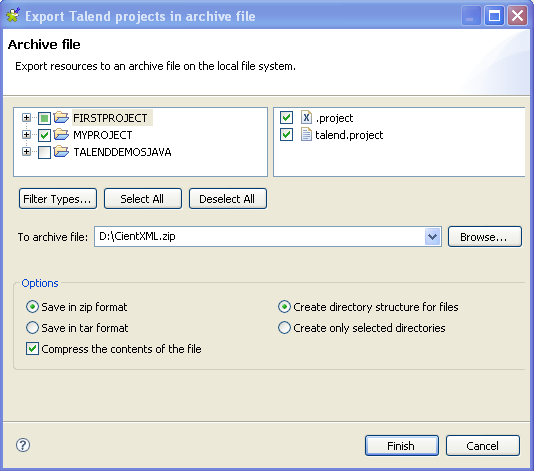 Export Talend projects in archive file
Archive file
Export resources to an archive file on the local file system.
FIRSTPROJECT
MYPROJECT
TALENDDEMOSJAVA
.project
talend.project
Filter Types... Select All Deselect All
To archive file: D:\CientXML.zip Browse...
Options
Save in zip format
Create directory structure for files
Save in tar format
Create only selected directories
Compress the contents of the file
Finish Cancel